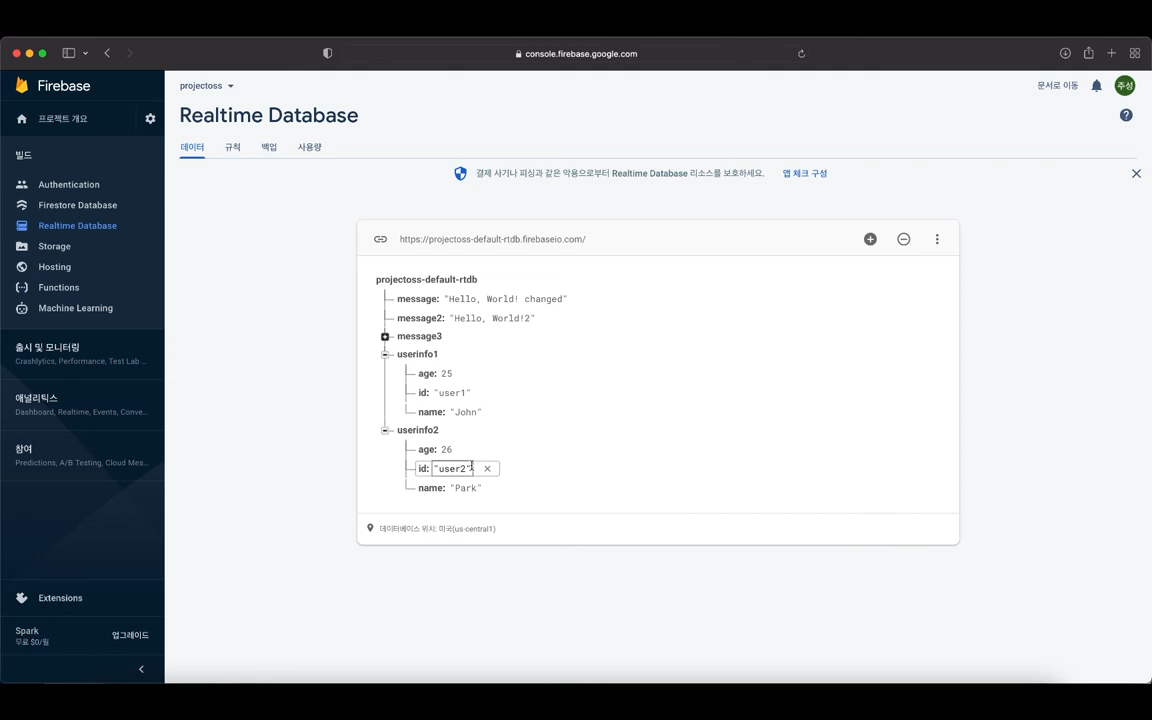 console.firebase.google.com
Firebase
projectoss
문서로 이동
주성
프로젝트 개요
Realtime Database
데이터
규칙
백업
사용량
빌드
결제 사기나 피싱과 같은 악용으로부터 Realtime Database 리소스를 보호하세요.
앱 체크 구성
Authentication
Firestore Database
Realtime Database
Storage
Hosting
Functions
Machine Learning
출시 및 모니터링
Crashlytics, Performance, Test Lab ...
애널리틱스
Dashboard, Realtime, Events, Conve...
참여
Predictions, A/B Testing, Cloud Mes...
Extensions
Spark
무료 $0/월
업그레이드
https://projectoss-default-rtdb.firebaseio.com/
projectoss-default-rtdb
message: "Hello, World! changed"
message2: "Hello, World!2"
message3
userinfo1
age: 25
id: "user1"
name: "John"
userinfo2
age: 26
id: "user2"
name: "Park"
데이터베이스 위치: 미국(us-central1)